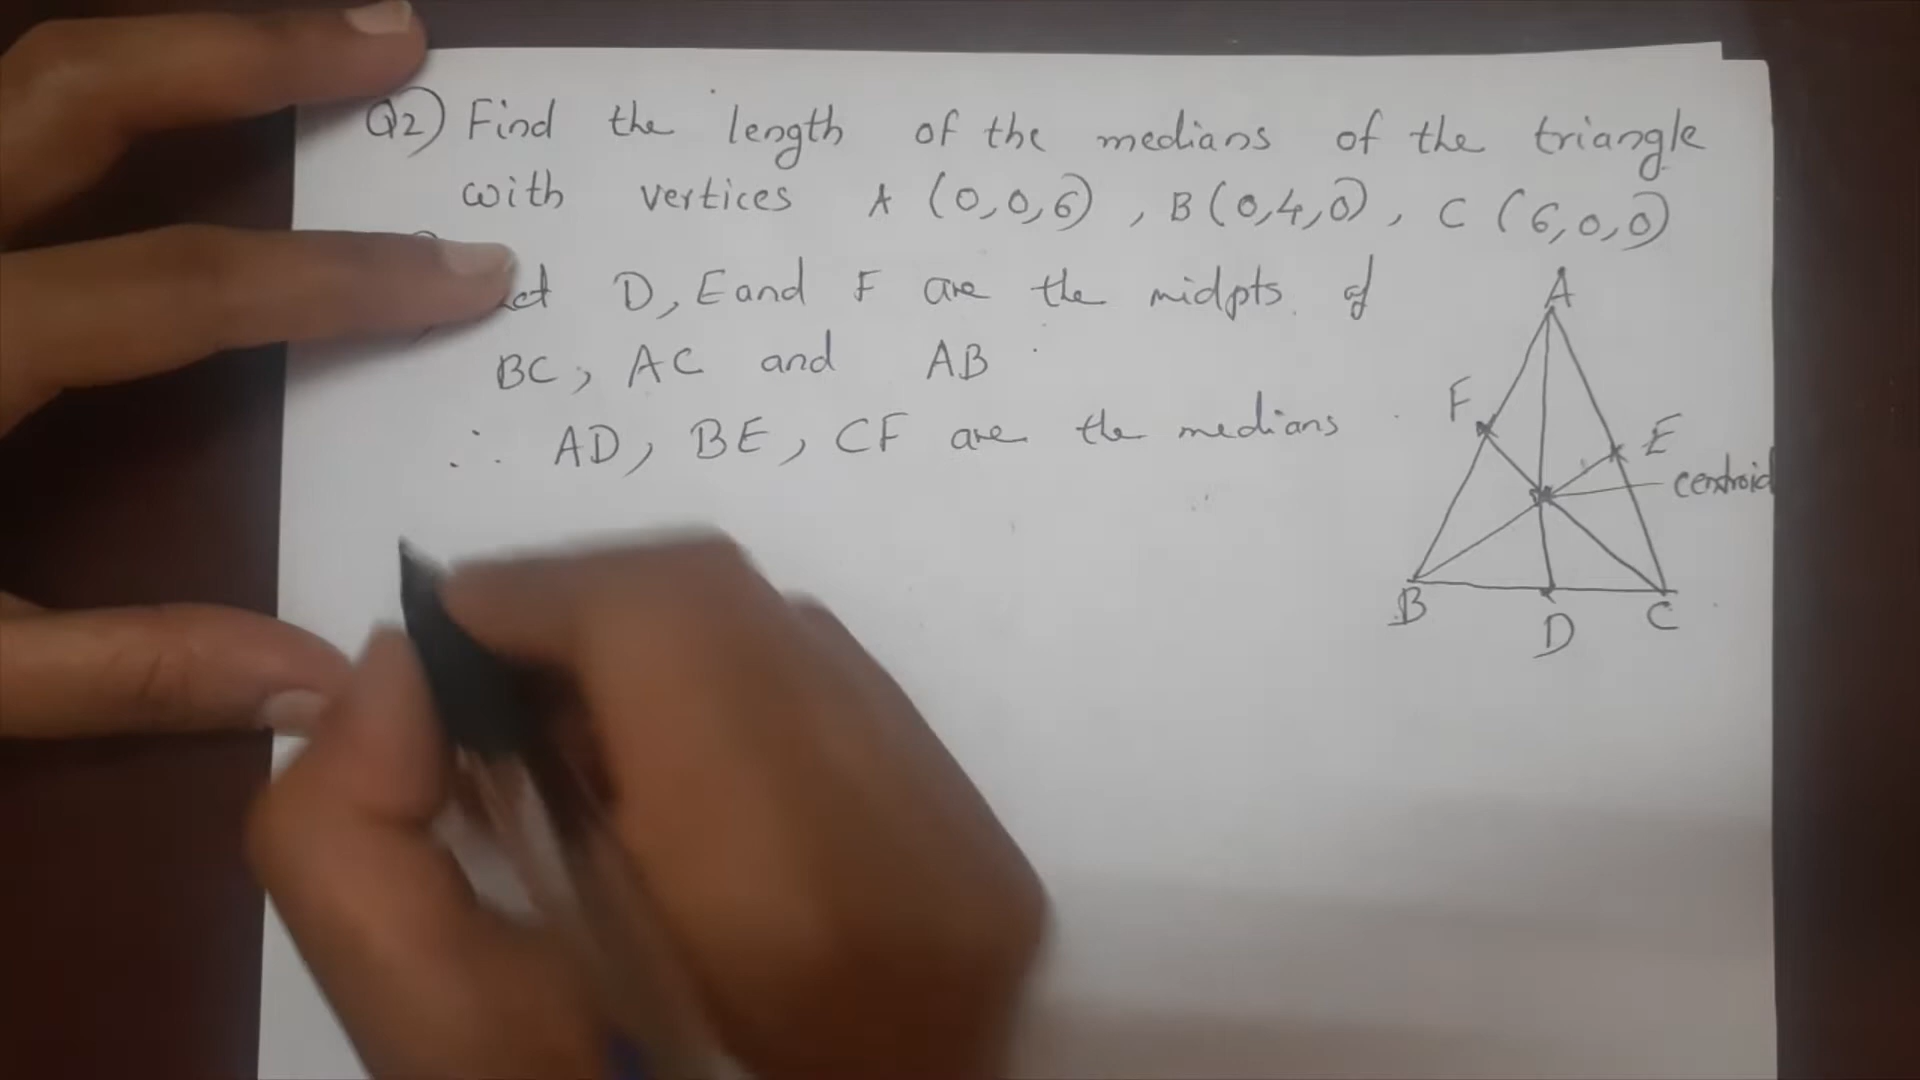 Q2) Find the length of the medians of the triangle
with vertices A (0,0,6) , B(0,4,0) , C (6,0,0)
D, E and F are the midpts. of
BC, AC and AB
∴ AD, BE, CF are the medians
A
F
E
centroid
B
D
C